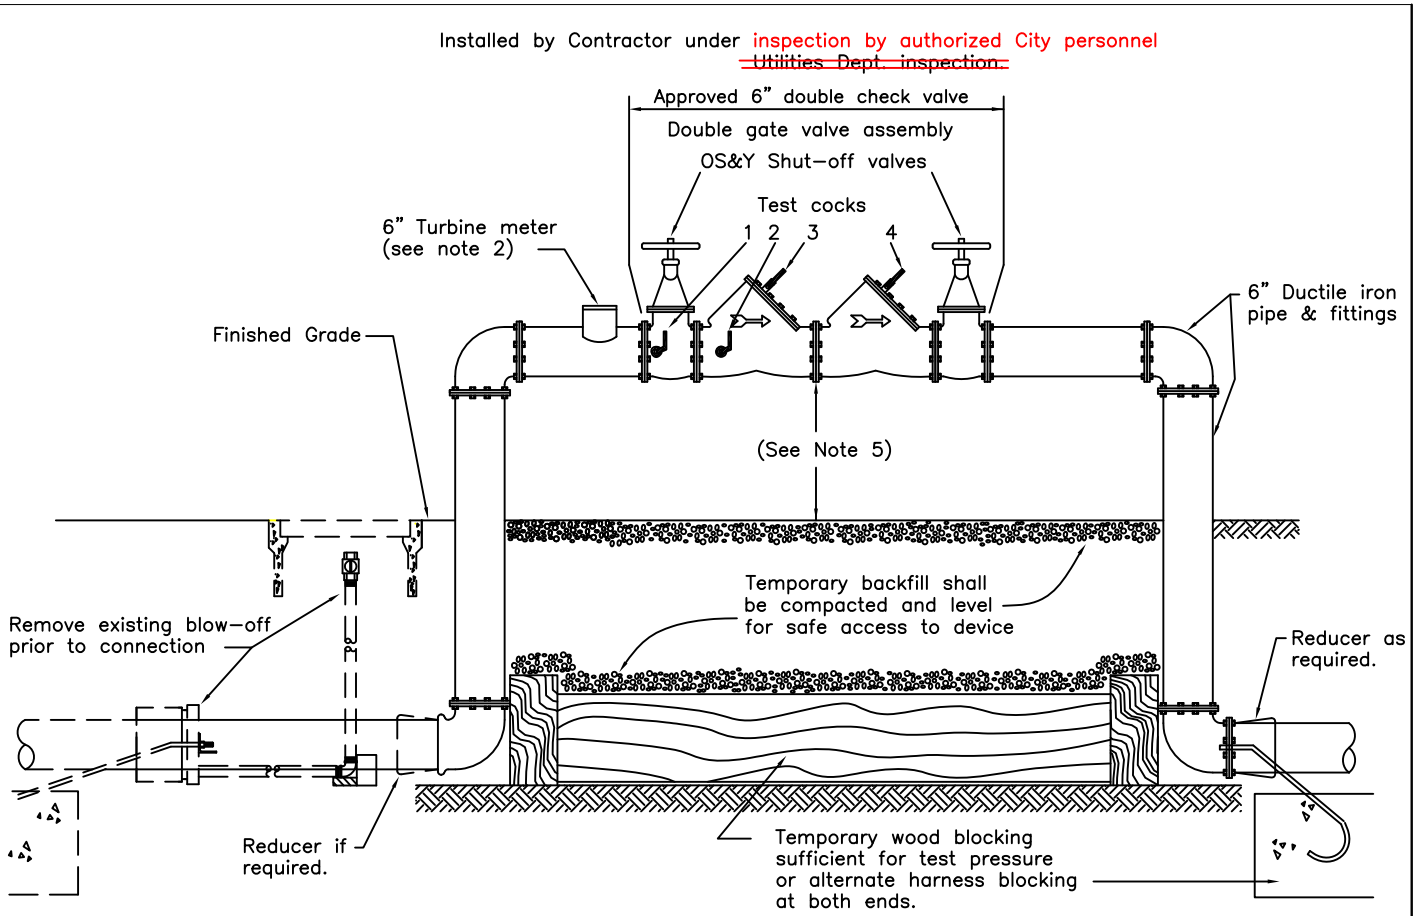 Installed by Contractor under inspection by authorized City personnel
Utilities Dept. inspection.
Approved 6" double check valve
Double gate valve assembly
OS&Y Shut-off valves
Test cocks
1 2 3 4
6" Turbine meter
(see note 2)
6" Ductile iron
pipe & fittings
Finished Grade
(See Note 5)
Temporary backfill shall
be compacted and level
for safe access to device
Remove existing blow-off
prior to connection
Reducer as
required.
Reducer if
required.
Temporary wood blocking
sufficient for test pressure
or alternate harness blocking
at both ends.